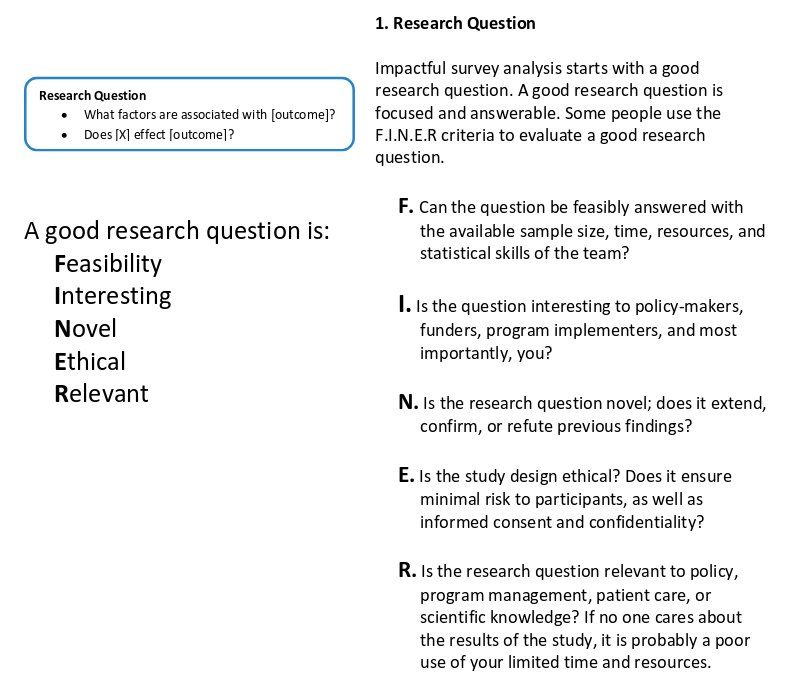 Research Question
• What factors are associated with [outcome]?
• Does [X] effect [outcome]?
A good research question is:
Feasibility
Interesting
Novel
Ethical
Relevant
1. Research Question
Impactful survey analysis starts with a good
research question. A good research question is
focused and answerable. Some people use the
F.I.N.E.R criteria to evaluate a good research
question.
F. Can the question be feasibly answered with
the available sample size, time, resources, and
statistical skills of the team?
I. Is the question interesting to policy-makers,
funders, program implementers, and most
importantly, you?
N. Is the research question novel; does it extend,
confirm, or refute previous findings?
E. Is the study design ethical? Does it ensure
minimal risk to participants, as well as
informed consent and confidentiality?
R. Is the research question relevant to policy,
program management, patient care, or
scientific knowledge? If no one cares about
the results of the study, it is probably a poor
use of your limited time and resources.